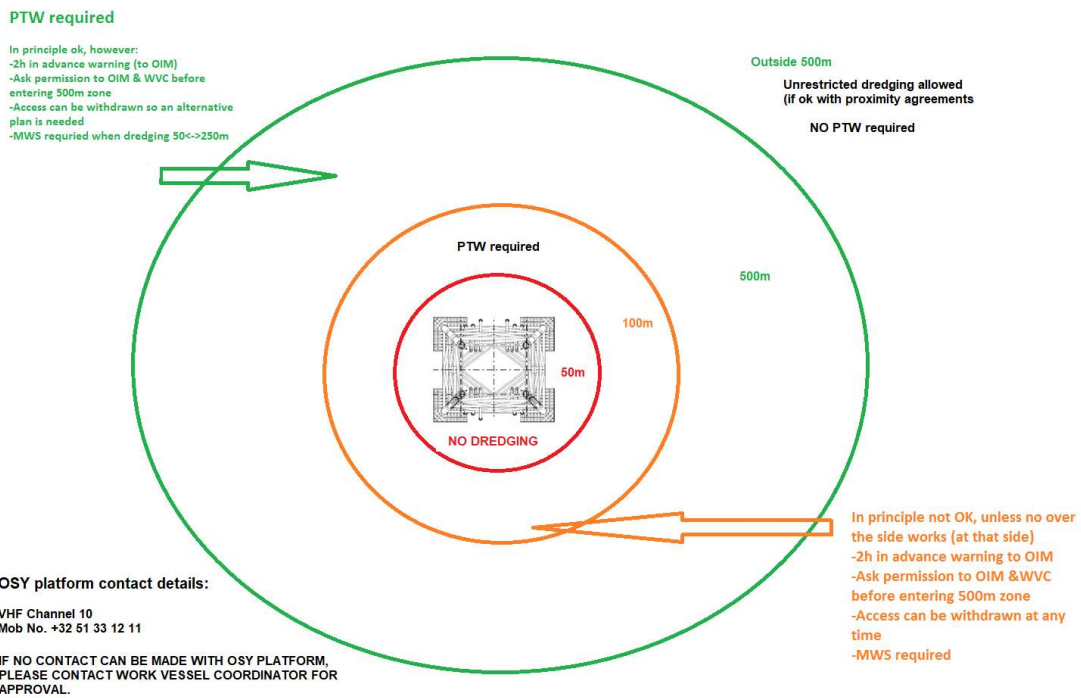 PTW required
In principle ok, however:
-2h in advance warning (to OIM)
-Ask permission to OIM & WVC before
entering 500m zone
-Access can be withdrawn so an alternative
plan is needed
-MWS requried when dredging 50<->250m
Outside 500m
Unrestricted dredging allowed
(if ok with proximity agreements
NO PTW required
PTW required
500m
100m
50m
NO DREDGING
In principle not OK, unless no over
the side works (at that side)
-2h in advance warning to OIM
-Ask permission to OIM &WVC
before entering 500m zone
-Access can be withdrawn at any
time
-MWS required
OSY platform contact details:
VHF Channel 10
Mob No. +32 51 33 12 11
IF NO CONTACT CAN BE MADE WITH OSY PLATFORM,
PLEASE CONTACT WORK VESSEL COORDINATOR FOR
APPROVAL.